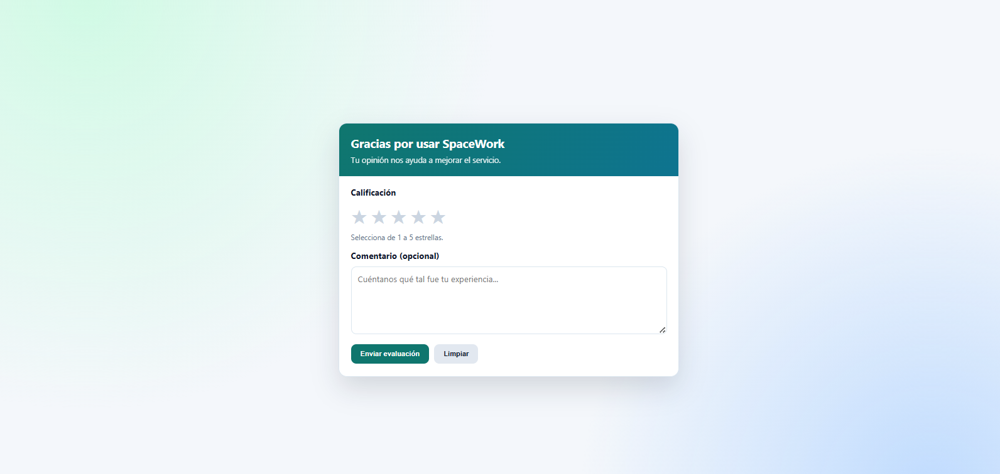 Gracias por usar SpaceWork
Tu opinión nos ayuda a mejorar el servicio.
Calificación
★ ★ ★ ★ ★
Selecciona de 1 a 5 estrellas.
Comentario (opcional)
Cuéntanos qué tal fue tu experiencia...
Enviar evaluación Limpiar